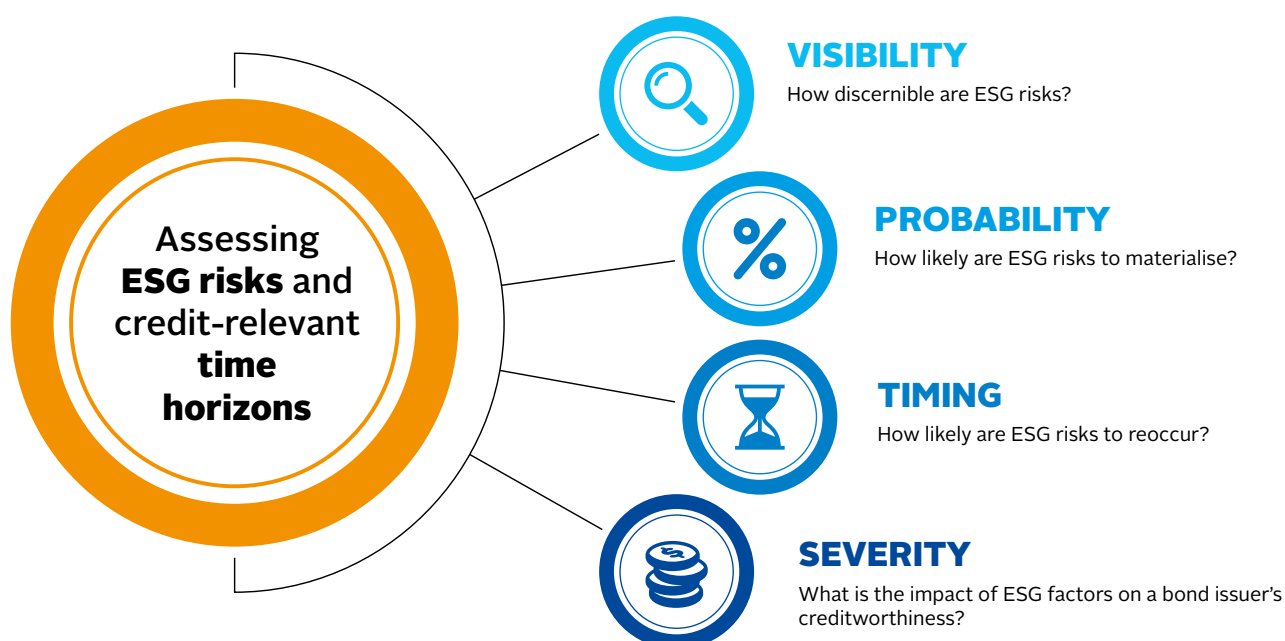 Assessing
ESG risks and
credit-relevant
time
horizons
VISIBILITY
How discernible are ESG risks?
PROBABILITY
How likely are ESG risks to materialise?
TIMING
How likely are ESG risks to reoccur?
SEVERITY
What is the impact of ESG factors on a bond issuer’s
creditworthiness?